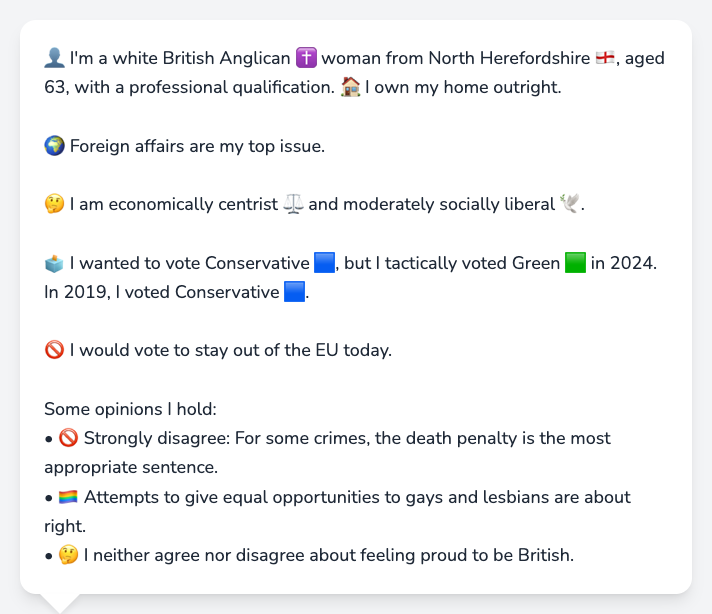 👤 I'm a white British Anglican ✝️ woman from North Herefordshire 🏴󠁧󠁢󠁥󠁮󠁧󠁿, aged
63, with a professional qualification. 🏠 I own my home outright.
🌍 Foreign affairs are my top issue.
🤔 I am economically centrist ⚖️ and moderately socially liberal 🕊️.
🗳️ I wanted to vote Conservative 🟦, but I tactically voted Green 🟩 in 2024.
In 2019, I voted Conservative 🟦.
🚫 I would vote to stay out of the EU today.
Some opinions I hold:
• 🚫 Strongly disagree: For some crimes, the death penalty is the most
appropriate sentence.
• 🏳️‍🌈 Attempts to give equal opportunities to gays and lesbians are about
right.
• 🤔 I neither agree nor disagree about feeling proud to be British.